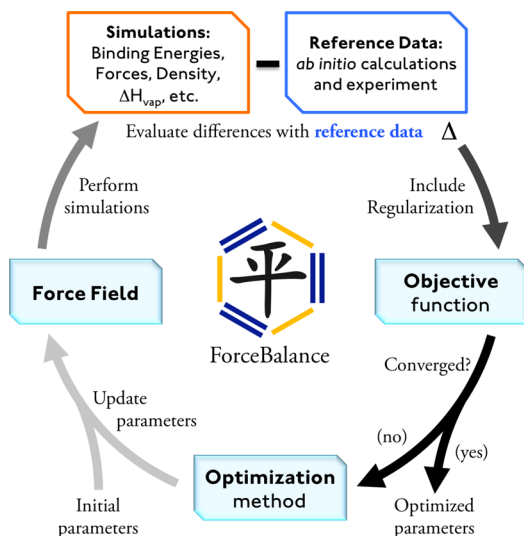 Simulations:
Binding Energies,
Forces, Density,
ΔHvap, etc.
Reference Data:
ab initio calculations
and experiment
Evaluate differences with reference data Δ
Perform
simulations
Include
Regularization
平
Force Field
Objective
function
ForceBalance
Converged?
Update
parameters
(no)
(yes)
Optimization
method
Initial
parameters
Optimized
parameters